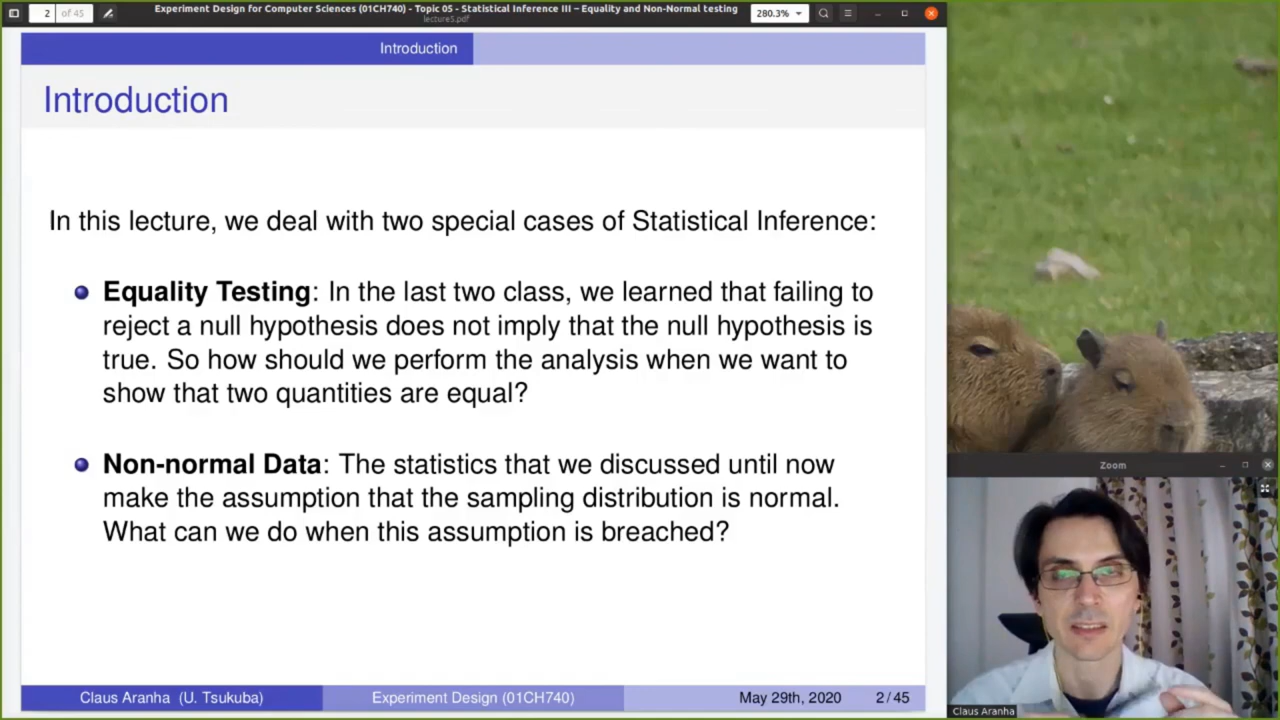 2 of 45
Experiment Design for Computer Sciences (01CH740) - Topic 05 - Statistical Inference III – Equality and Non-Normal testing
lecture5.pdf
280.3%
Introduction
Introduction
In this lecture, we deal with two special cases of Statistical Inference:
Equality Testing: In the last two class, we learned that failing to
reject a null hypothesis does not imply that the null hypothesis is
true. So how should we perform the analysis when we want to
show that two quantities are equal?
Non-normal Data: The statistics that we discussed until now
make the assumption that the sampling distribution is normal.
What can we do when this assumption is breached?
Claus Aranha (U. Tsukuba) Experiment Design (01CH740) May 29th, 2020 2 / 45
Zoom
Claus Aranha